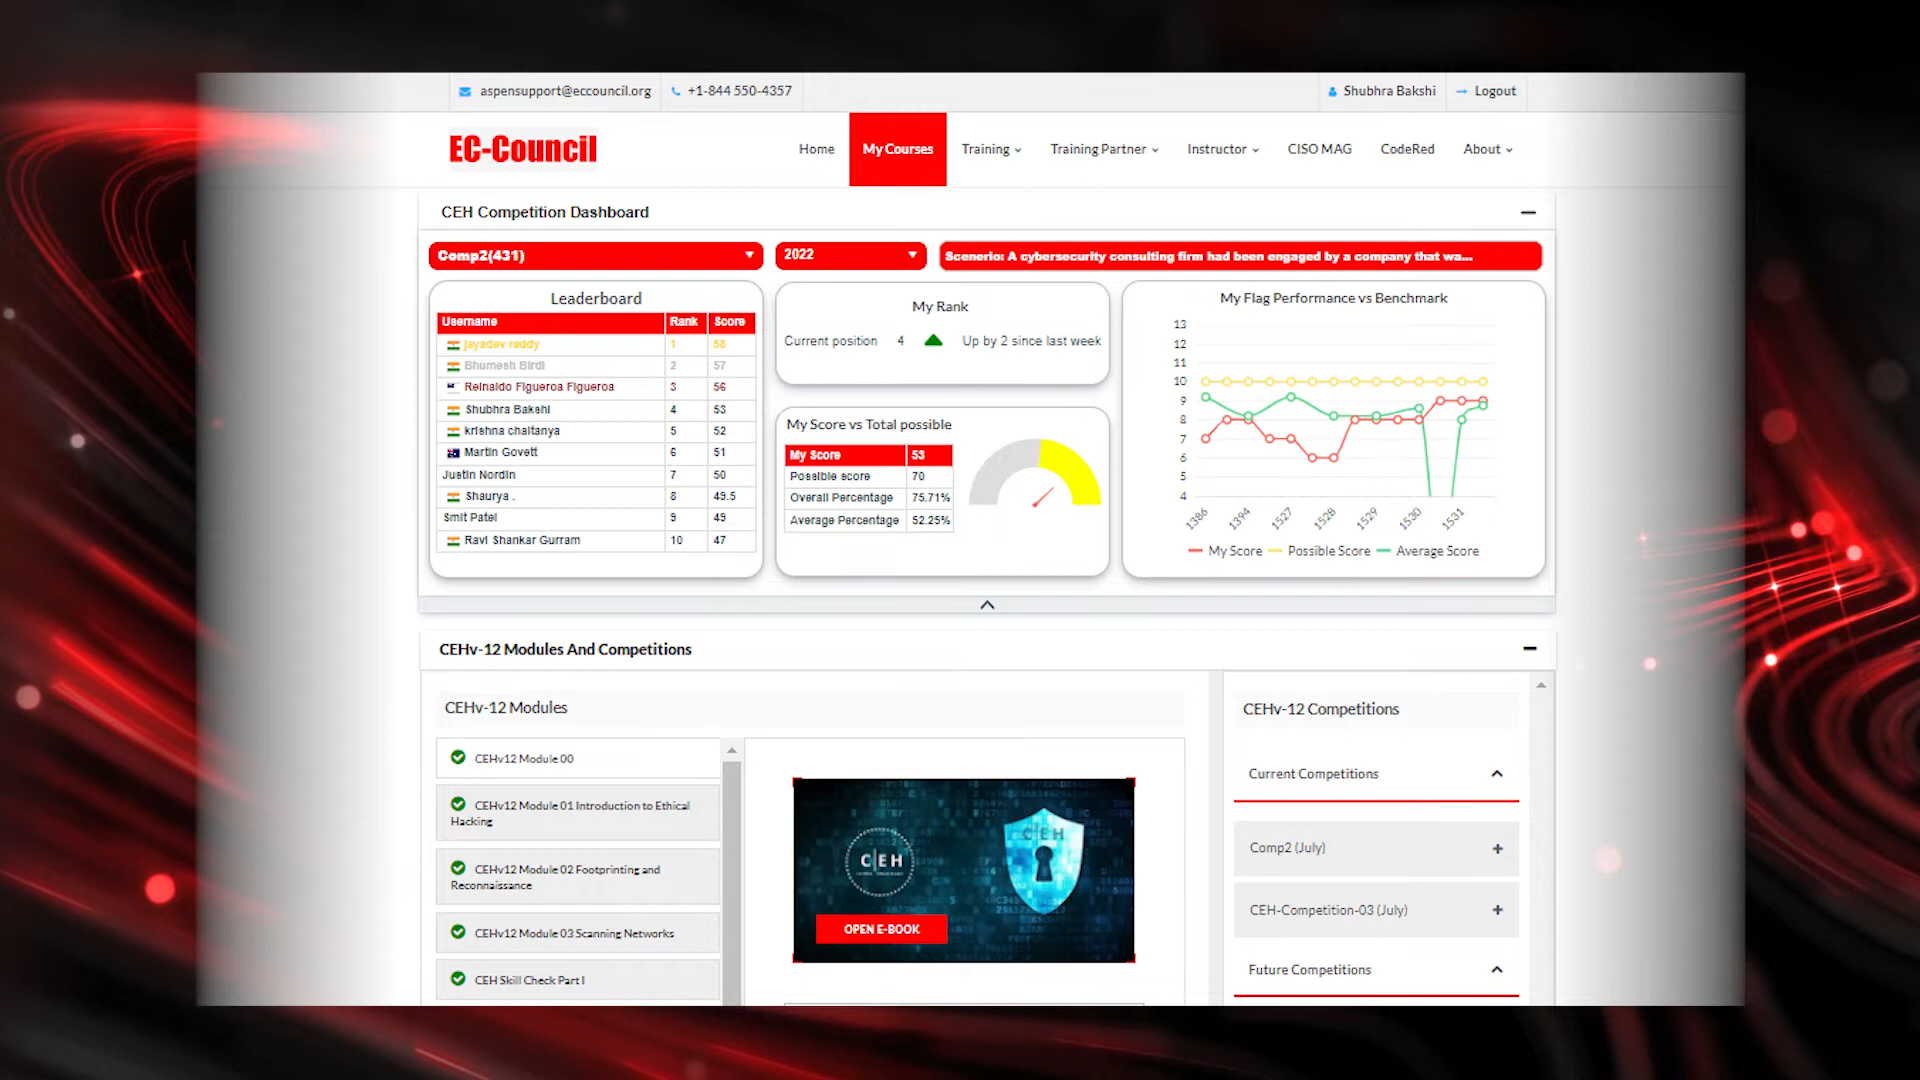 aspensupport@eccouncil.org +1-844 550-4357 Shubhra Bakshi Logout
EC-Council Home My Courses Training Training Partner Instructor CISO MAG CodeRed About
CEH Competition Dashboard
Comp2(431) 2022 Scenerio: A cybersecurity consulting firm had been engaged by a company that wa...
Leaderboard
Username Rank Score
jayadev reddy 1 58
Bhumesh Birdi 2 57
Reinaldo Figueroa Figueroa 3 56
Shubhra Bakshi 4 53
krishna chaitanya 5 52
Martin Govett 6 51
Justin Nordin 7 50
Shaurya . 8 49.5
Smit Patel 9 49
Ravi Shankar Gurram 10 47
My Rank
Current position 4 Up by 2 since last week
My Score vs Total possible
My Score 53
Possible score 70
Overall Percentage 75.71%
Average Percentage 52.25%
My Flag Performance vs Benchmark
13
12
11
10
9
8
7
6
5
4
1386 1394 1527 1528 1529 1530 1531
My Score Possible Score Average Score
CEHv-12 Modules And Competitions
CEHv-12 Modules
CEHv12 Module 00
CEHv12 Module 01 Introduction to Ethical
Hacking
CEHv12 Module 02 Footprinting and
Reconnaissance
CEHv12 Module 03 Scanning Networks
CEH Skill Check Part I
C|EH
CEH
OPEN E-BOOK
CEHv-12 Competitions
Current Competitions
Comp2 (July)
CEH-Competition-03 (July)
Future Competitions